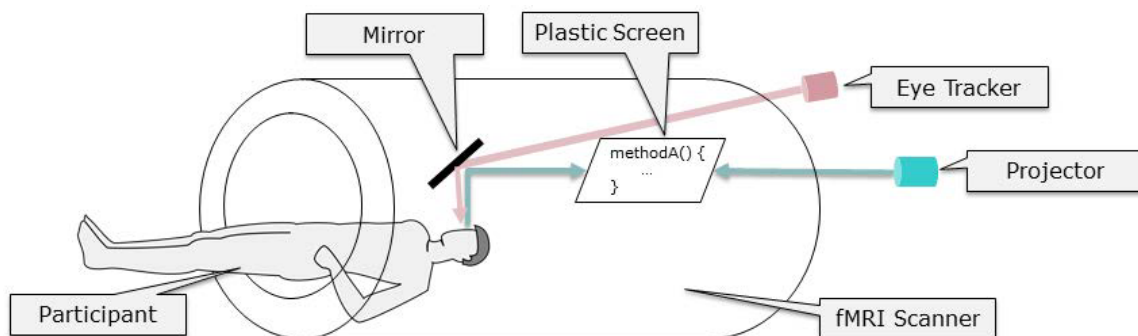 Mirror
Plastic Screen
Eye Tracker
methodA() {
...
}
Projector
Participant
fMRI Scanner